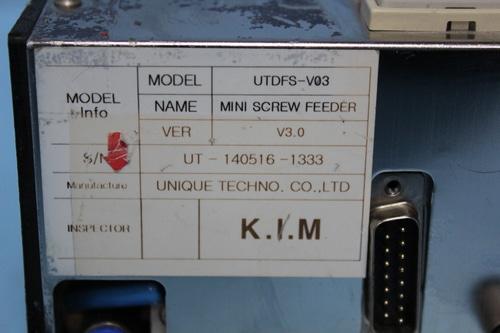 MODEL Info
MODEL UTDFS-V03
NAME MINI SCREW FEEDER
VER V3.0
S/N UT - 140516 - 1333
Manufacture UNIQUE TECHNO. CO.,LTD
INSPECTOR K.I.M